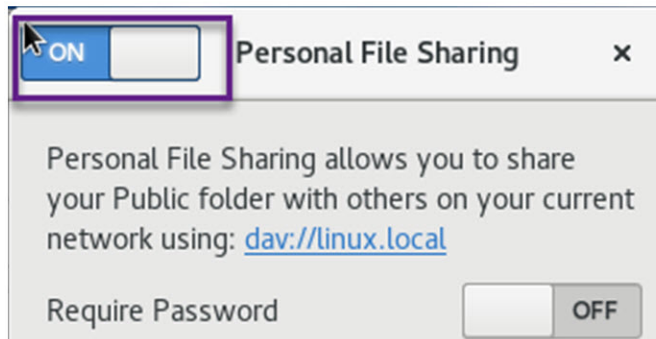 ON Personal File Sharing ×
Personal File Sharing allows you to share
your Public folder with others on your current
network using: dav://linux.local
Require Password OFF